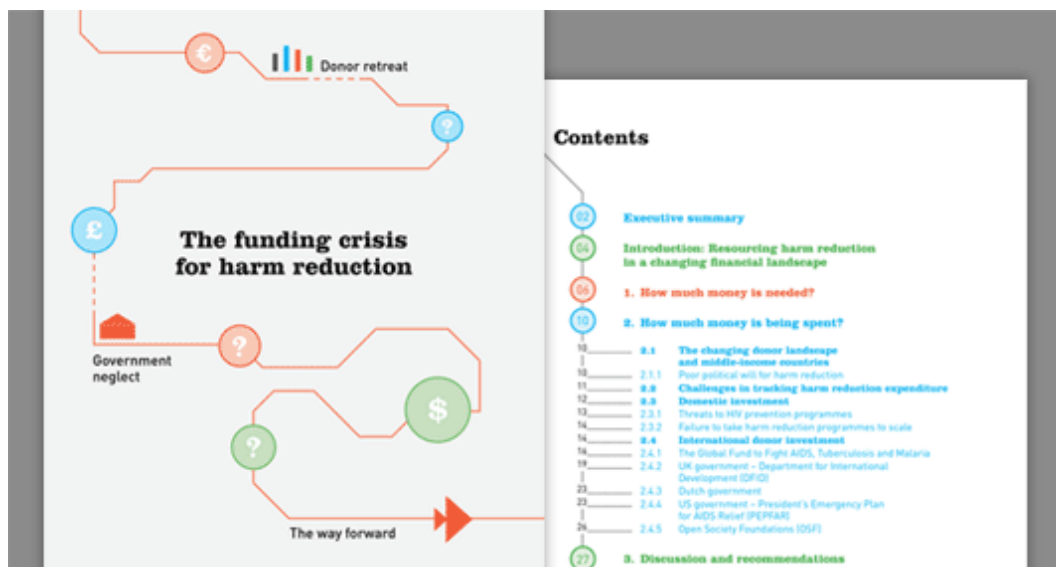 €
Donor retreat
?
£
The funding crisis
for harm reduction
Government
neglect
?
$
?
The way forward
Contents
02 Executive summary
04 Introduction: Resourcing harm reduction
in a changing financial landscape
06 1. How much money is needed?
10 2. How much money is being spent?
10 2.1 The changing donor landscape
and middle-income countries
10 2.1.1 Poor political will for harm reduction
11 2.2 Challenges in tracking harm reduction expenditure
12 2.3 Domestic investment
13 2.3.1 Threats to HIV prevention programmes
14 2.3.2 Failure to take harm reduction programmes to scale
14 2.4 International donor investment
16 2.4.1 The Global Fund to Fight AIDS, Tuberculosis and Malaria
19 2.4.2 UK government – Department for International
Development (DFID)
23 2.4.3 Dutch government
23 2.4.4 US government – President's Emergency Plan
for AIDS Relief (PEPFAR)
26 2.4.5 Open Society Foundations (OSF)
27 3. Discussion and recommendations